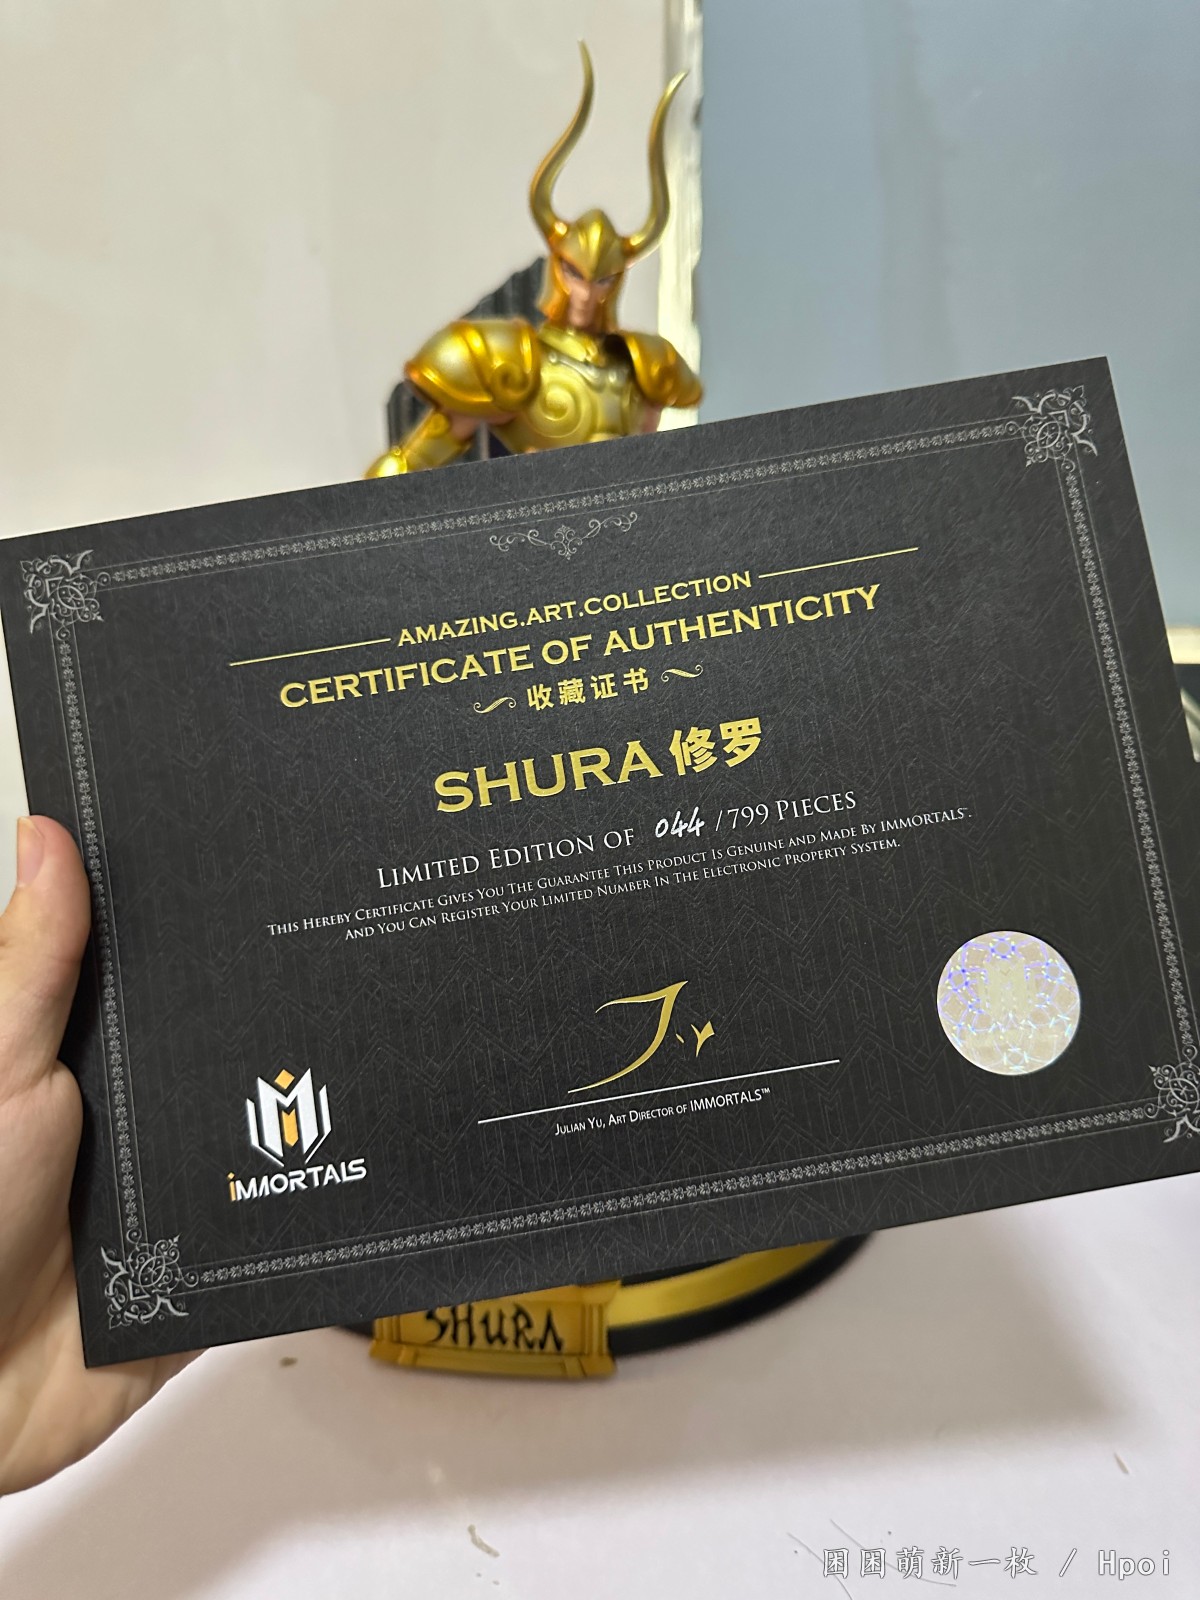 AMAZING.ART.COLLECTION
CERTIFICATE OF AUTHENTICITY
收藏证书
SHURA 修罗
LIMITED EDITION OF 044 /799 PIECES
THIS HEREBY CERTIFICATE GIVES YOU THE GUARANTEE THIS PRODUCT IS GENUINE AND MADE BY IMMORTALS™.
AND YOU CAN REGISTER YOUR LIMITED NUMBER IN THE ELECTRONIC PROPERTY SYSTEM.
J.Y
JULIAN YU, ART DIRECTOR OF IMMORTALS™
iMMORTALS
SHURA
困困萌新一枚 / Hpoi